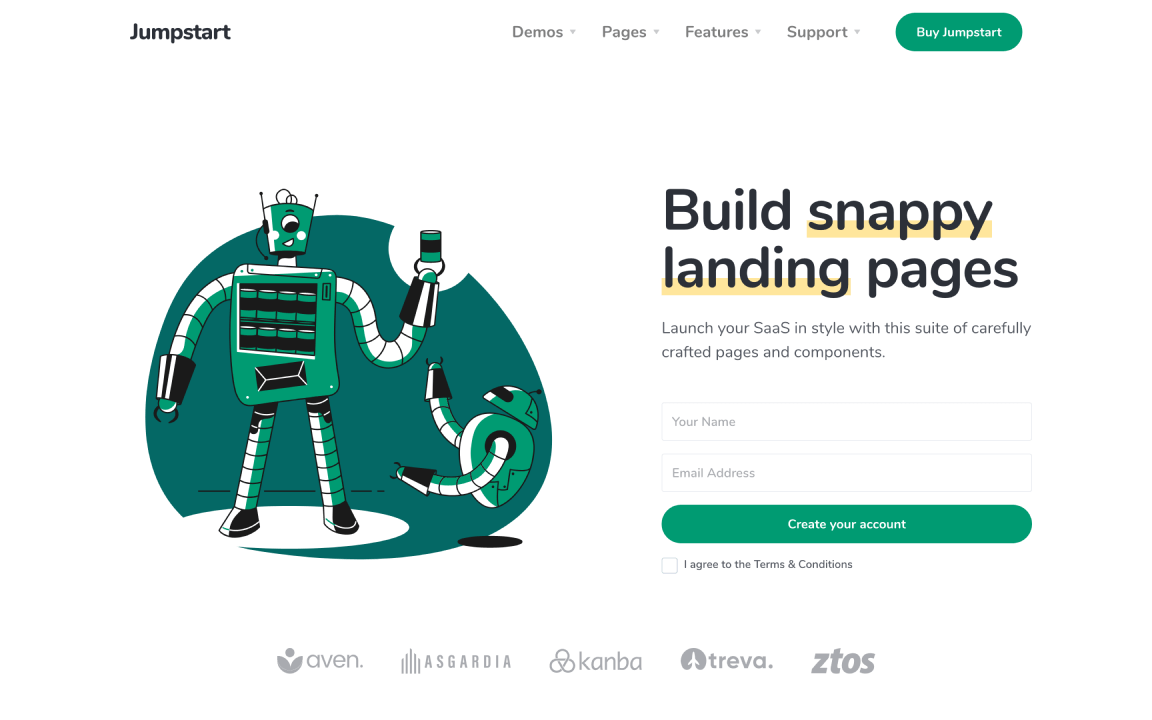 Jumpstart
Demos
Pages
Features
Support
Buy Jumpstart
Build snappy
landing pages
Launch your SaaS in style with this suite of carefully
crafted pages and components.
Your Name
Email Address
Create your account
I agree to the Terms & Conditions
aven.
ASGARDIA
kanba
treva.
ztos